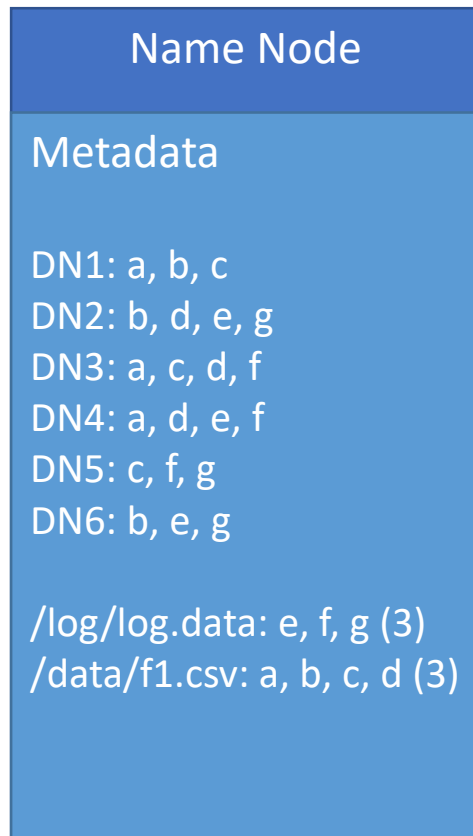 Name Node
Metadata
DN1: a, b, c
DN2: b, d, e, g
DN3: a, c, d, f
DN4: a, d, e, f
DN5: c, f, g
DN6: b, e, g
/log/log.data: e, f, g (3)
/data/f1.csv: a, b, c, d (3)